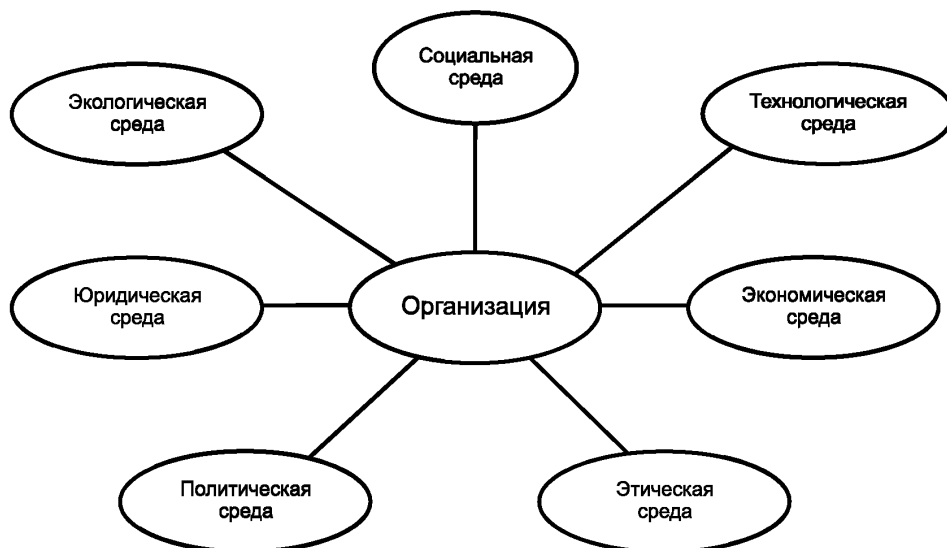 Социальная
среда
Экологическая
среда
Технологическая
среда
Юридическая
среда
Организация
Экономическая
среда
Политическая
среда
Этическая
среда